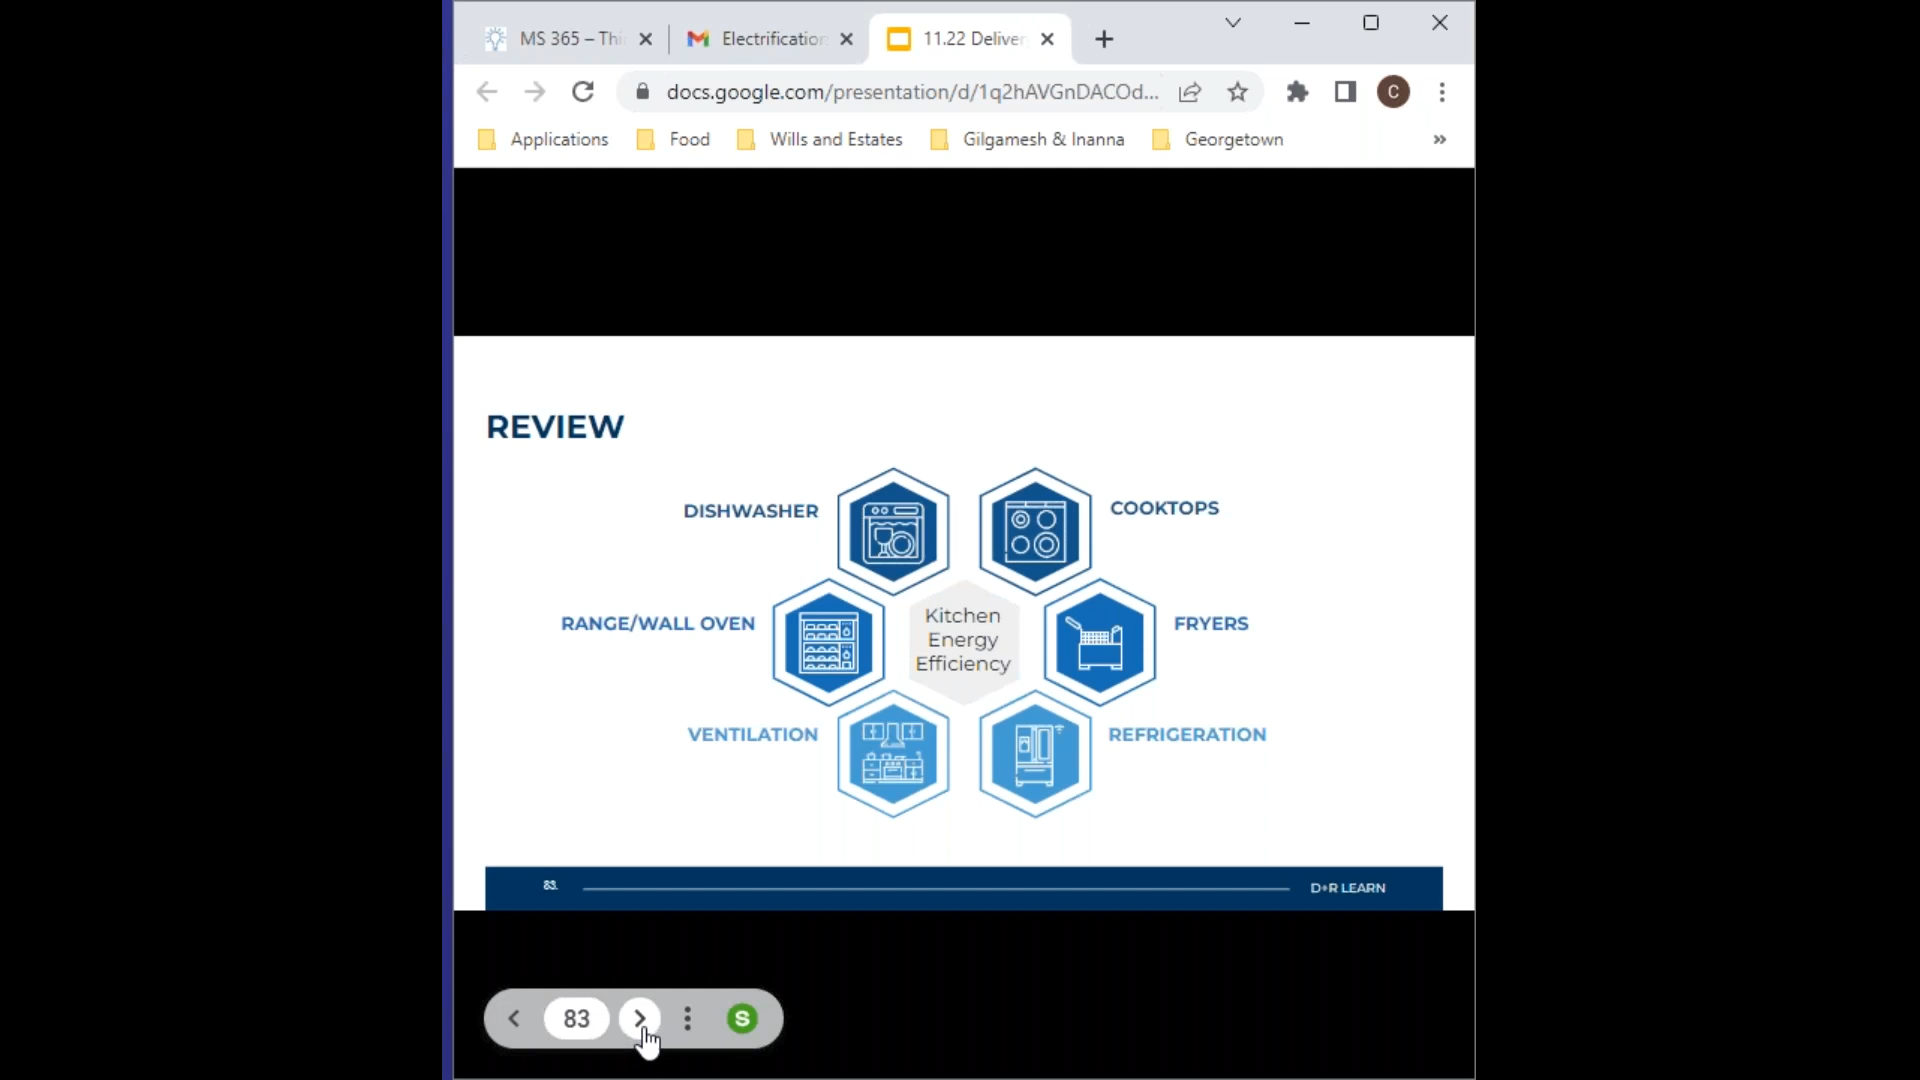 MS 365 – Thi
Electrification
11.22 Deliver
docs.google.com/presentation/d/1q2hAVGnDACOd...
C
Applications
Food
Wills and Estates
Gilgamesh & Inanna
Georgetown
»
REVIEW
DISHWASHER
COOKTOPS
RANGE/WALL OVEN
Kitchen
Energy
Efficiency
FRYERS
VENTILATION
REFRIGERATION
83.
D+R LEARN
83
S